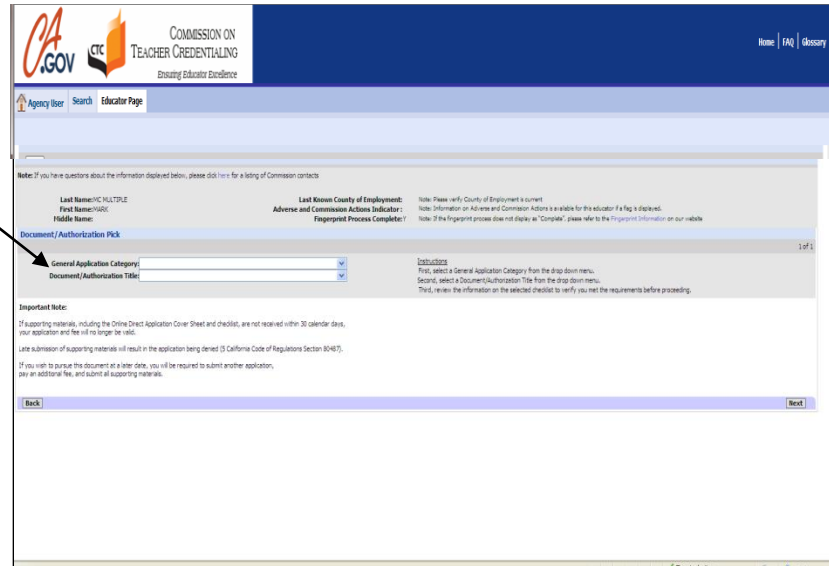 CA
.GOV
CTC
COMMISSION ON
TEACHER CREDENTIALING
Ensuring Educator Excellence
Home | FAQ | Glossary
Agency User Search Educator Page
Note: If you have questions about the information displayed below, please click here for a listing of Commission contacts
Last Name:MC MULTIPLE Last Known County of Employment: Note: Please verify County of Employment is current
First Name:MARK Adverse and Commission Actions Indicator : Note: Information on Adverse and Commission Actions is available for this educator if a flag is displayed.
Middle Name: Fingerprint Process Complete:Y Note: If the fingerprint process does not display as "Complete", please refer to the Fingerprint Information on our website
Document/Authorization Pick
1 of 1
General Application Category: Instructions
First, select a General Application Category from the drop down menu.
Document/Authorization Title: Second, select a Document/Authorization Title from the drop down menu.
Third, review the information on the selected checklist to verify you met the requirements before proceeding.
Important Note:
If supporting materials, including the Online Direct Application Cover Sheet and checklist, are not received within 30 calendar days,
your application and fee will no longer be valid.
Late submission of supporting materials will result in the application being denied (5 California Code of Regulations Section 80487).
If you wish to pursue this document at a later date, you will be required to submit another application,
pay an additional fee, and submit all supporting materials.
Back Next